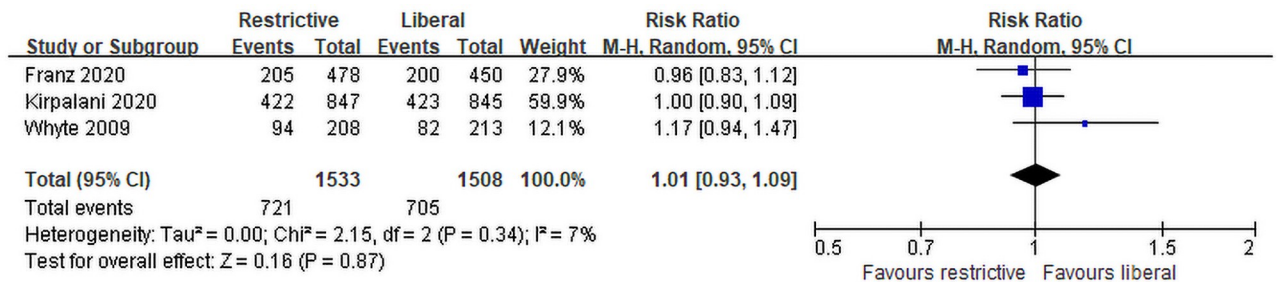 Restrictive Liberal Risk Ratio Risk Ratio
Study or Subgroup Events Total Events Total Weight M-H, Random, 95% CI M-H, Random, 95% CI
Franz 2020 205 478 200 450 27.9% 0.96 [0.83, 1.12]
Kirpalani 2020 422 847 423 845 59.9% 1.00 [0.90, 1.09]
Whyte 2009 94 208 82 213 12.1% 1.17 [0.94, 1.47]
Total (95% CI) 1533 1508 100.0% 1.01 [0.93, 1.09]
Total events 721 705
Heterogeneity: Tau² = 0.00; Chi² = 2.15, df = 2 (P = 0.34); I² = 7%
Test for overall effect: Z = 0.16 (P = 0.87)
0.5 0.7 1 1.5 2
Favours restrictive Favours liberal